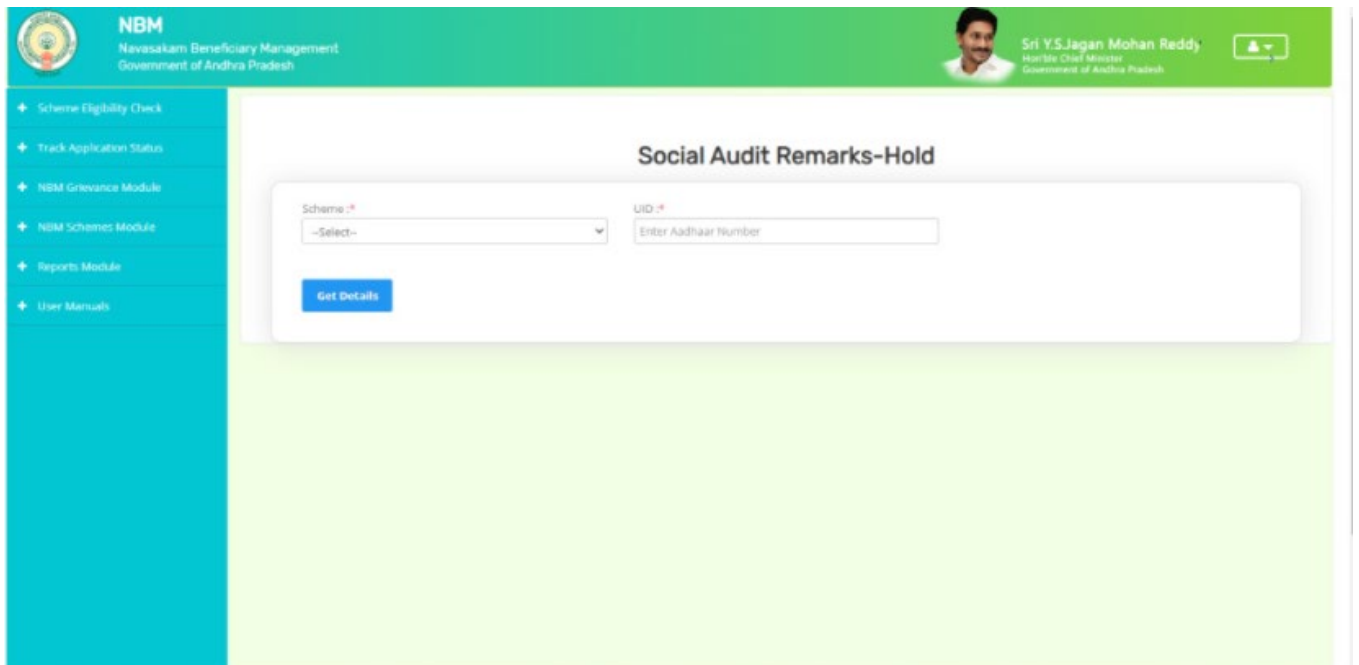 NBM
Navasakam Beneficiary Management
Government of Andhra Pradesh
Sri Y.S.Jagan Mohan Reddy
Hon'ble Chief Minister
Government of Andhra Pradesh
Scheme Eligibility Check
Track Application Status
NBM Grievance Module
NBM Schemes Module
Reports Module
User Manuals
Social Audit Remarks-Hold
Scheme :* UID :*
--Select-- Enter Aadhaar Number
Get Details